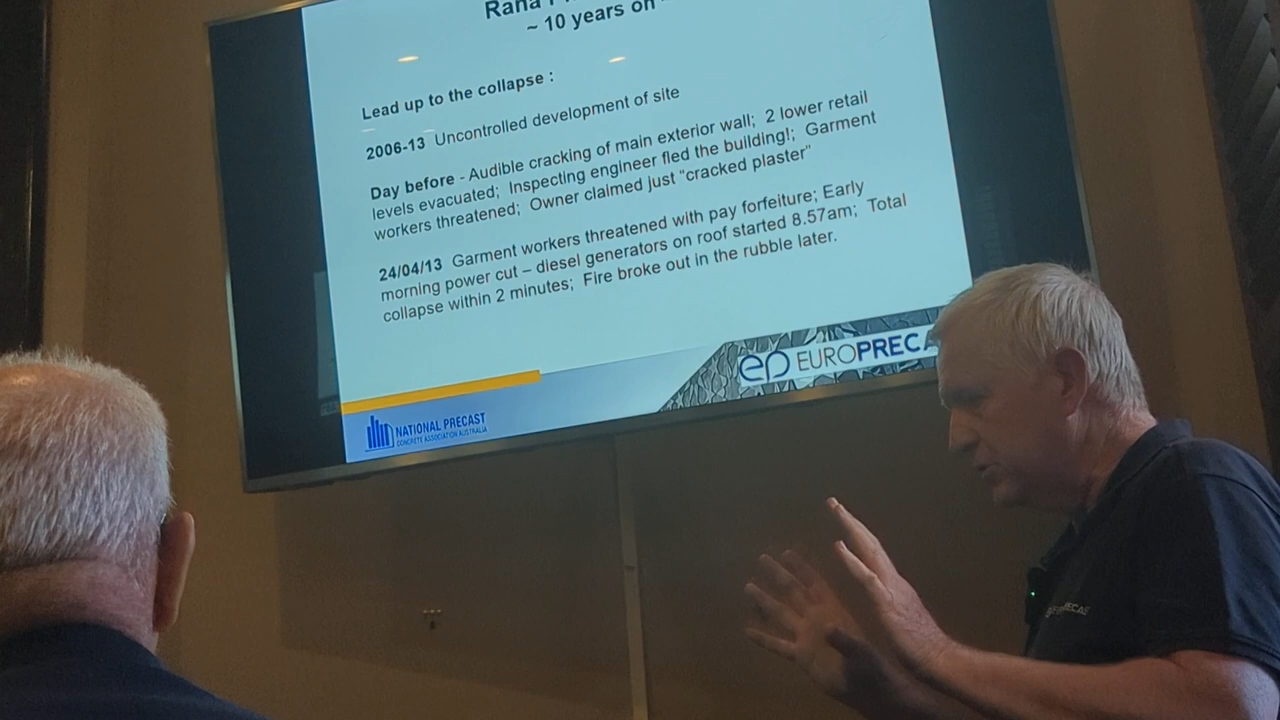 Rana
~ 10 years on
Lead up to the collapse :
2006-13 Uncontrolled development of site
Day before - Audible cracking of main exterior wall; 2 lower retail
levels evacuated; Inspecting engineer fled the building!; Garment
workers threatened; Owner claimed just "cracked plaster"
24/04/13 Garment workers threatened with pay forfeiture; Early
morning power cut – diesel generators on roof started 8.57am; Total
collapse within 2 minutes; Fire broke out in the rubble later.
ep EUROPRECA
NATIONAL PRECAST
CONCRETE ASSOCIATION AUSTRALIA